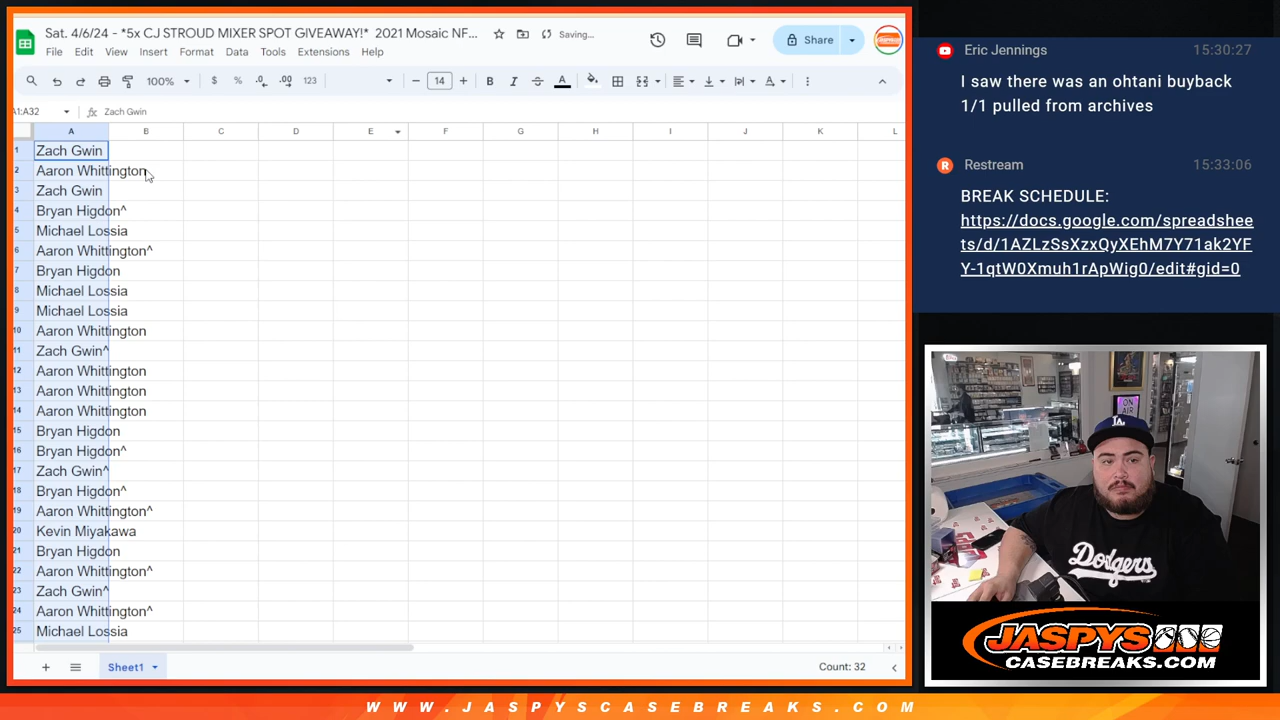 Sat. 4/6/24 - *5x CJ STROUD MIXER SPOT GIVEAWAY!* 2021 Mosaic NF...
Saving...
File Edit View Insert Format Data Tools Extensions Help
Share
100%
$ % .0 .00 123
14
B I
A
A1:A32
fx Zach Gwin
A B C D E F G H I J K L
1 Zach Gwin
2 Aaron Whittington
3 Zach Gwin
4 Bryan Higdon^
5 Michael Lossia
6 Aaron Whittington^
7 Bryan Higdon
8 Michael Lossia
9 Michael Lossia
10 Aaron Whittington
11 Zach Gwin^
12 Aaron Whittington
13 Aaron Whittington
14 Aaron Whittington
15 Bryan Higdon
16 Bryan Higdon^
17 Zach Gwin^
18 Bryan Higdon^
19 Aaron Whittington^
20 Kevin Miyakawa
21 Bryan Higdon
22 Aaron Whittington^
23 Zach Gwin^
24 Aaron Whittington^
25 Michael Lossia
Sheet1
Count: 32
Eric Jennings 15:30:27
I saw there was an ohtani buyback
1/1 pulled from archives
Restream 15:33:06
BREAK SCHEDULE:
https://docs.google.com/spreadshee
ts/d/1AZLzSsXzxQyXEhM7Y71ak2YF
Y-1qtW0Xmuh1rApWig0/edit#gid=0
ON
AIR
LA
Dodgers
JASPYS
CASEBREAKS.COM
WWW.JASPYSCASEBREAKS.COM